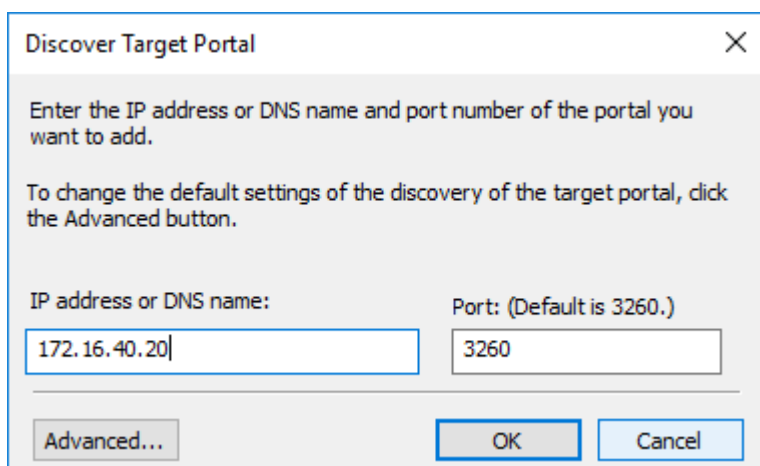 Discover Target Portal
Enter the IP address or DNS name and port number of the portal you
want to add.
To change the default settings of the discovery of the target portal, click
the Advanced button.
IP address or DNS name:
Port: (Default is 3260.)
172.16.40.20
3260
Advanced...
OK
Cancel